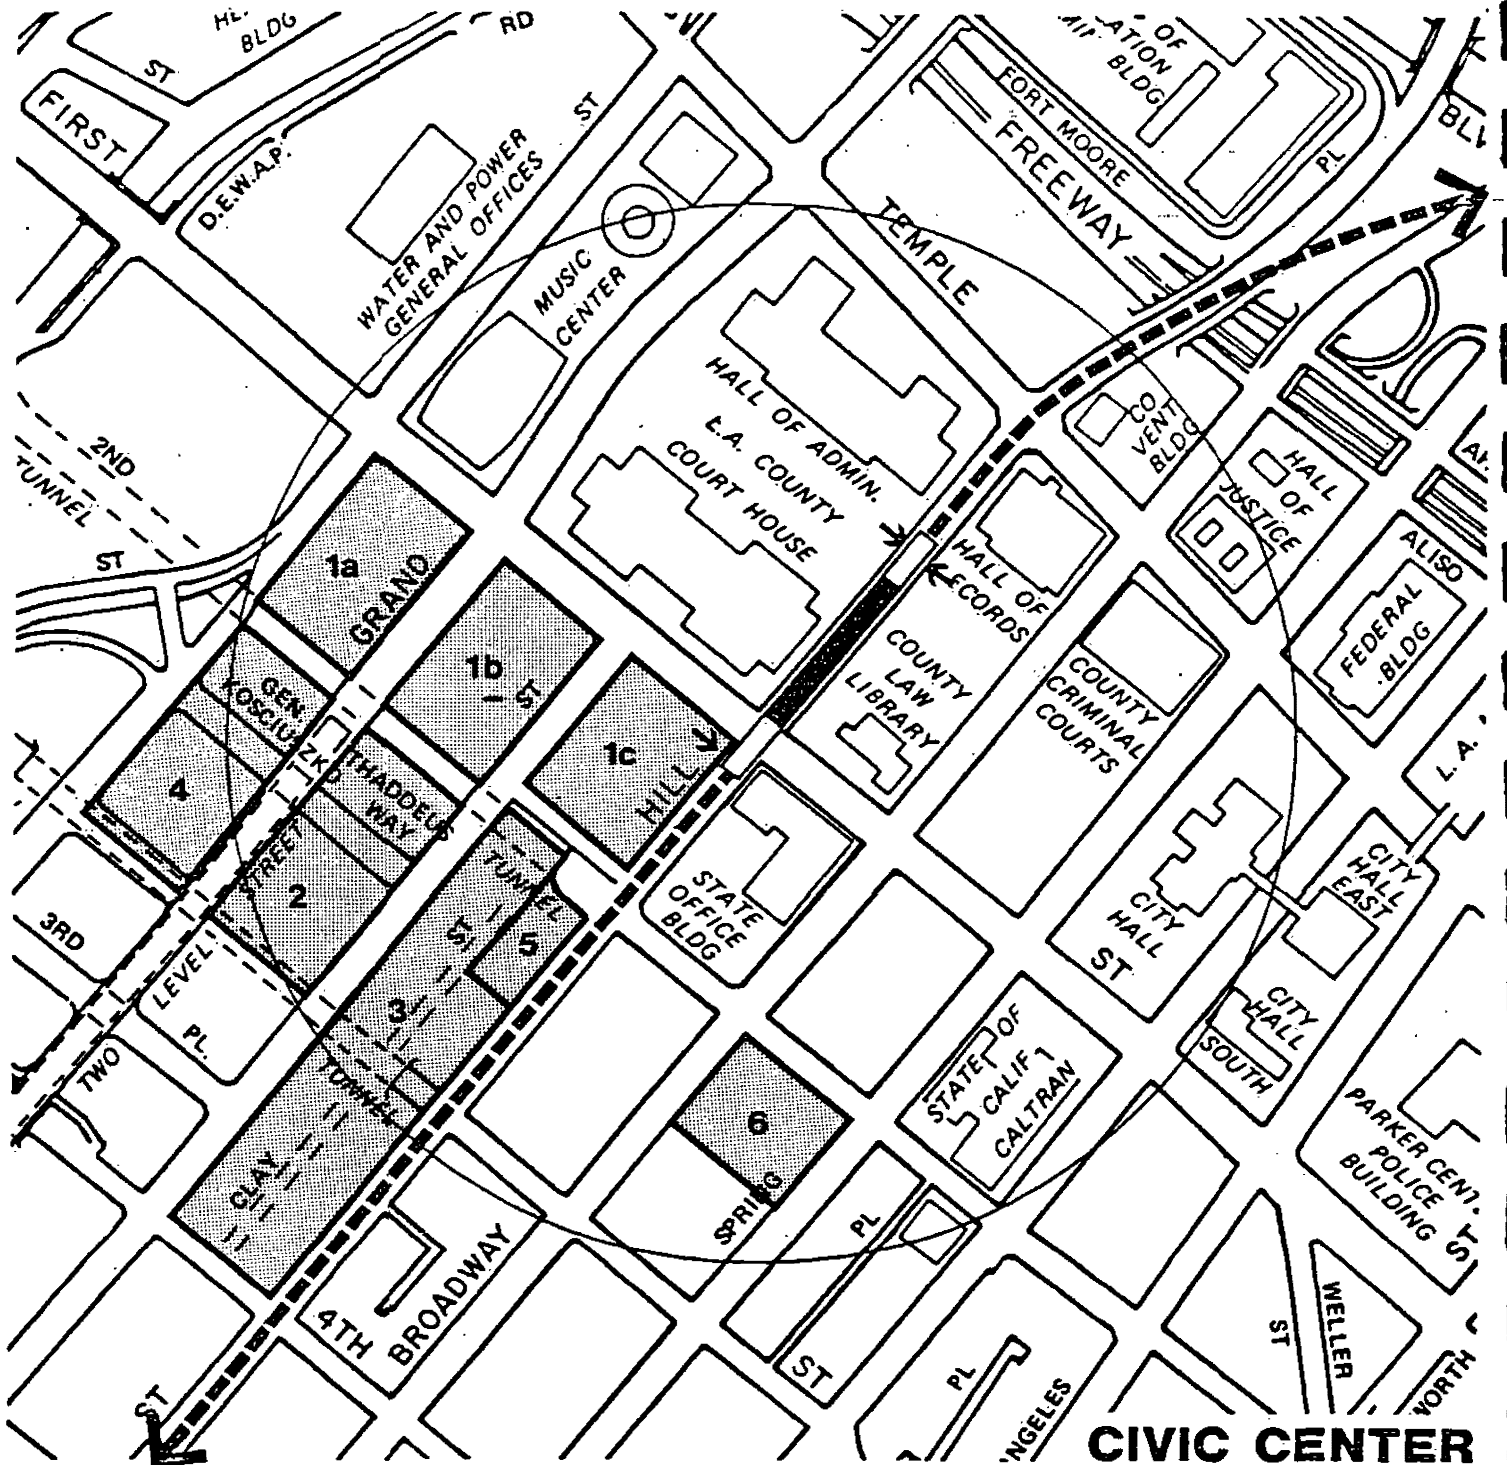 BLDG
RD
ST
FIRST
D.E.W.A.P.
ST
WATER AND POWER
GENERAL OFFICES
MUSIC
CENTER
OF
BLDG
FORT MOORE
FREEWAY
PL
TEMPLE
HALL OF ADMIN.
L.A. COUNTY
COURT HOUSE
CO
VENT
BLDG
HALL
OF
JUSTICE
ALISO
FEDERAL
BLDG
L.A.
2ND
TUNNEL
ST
1a
GRAND
1b
ST
1c
HILL
HALL OF
RECORDS
COUNTY
LAW
LIBRARY
COUNTY
CRIMINAL
COURTS
GEN.
KOSCIUSZKO
THADDEUS
WAY
4
STREET
2
TUNNEL
ST
5
3
3RD
LEVEL
PL.
TWO
TUNNEL
CLAY
STATE
OFFICE
BLDG
CITY
HALL
ST
CITY
HALL
EAST
CITY
HALL
SOUTH
STATE OF
CALIF
CALTRAN
6
SPRING
PL
PARKER CENT.
POLICE
BUILDING
ST
4TH
BROADWAY
ST
ST
PL
ST
WELLER
CIVIC CENTER